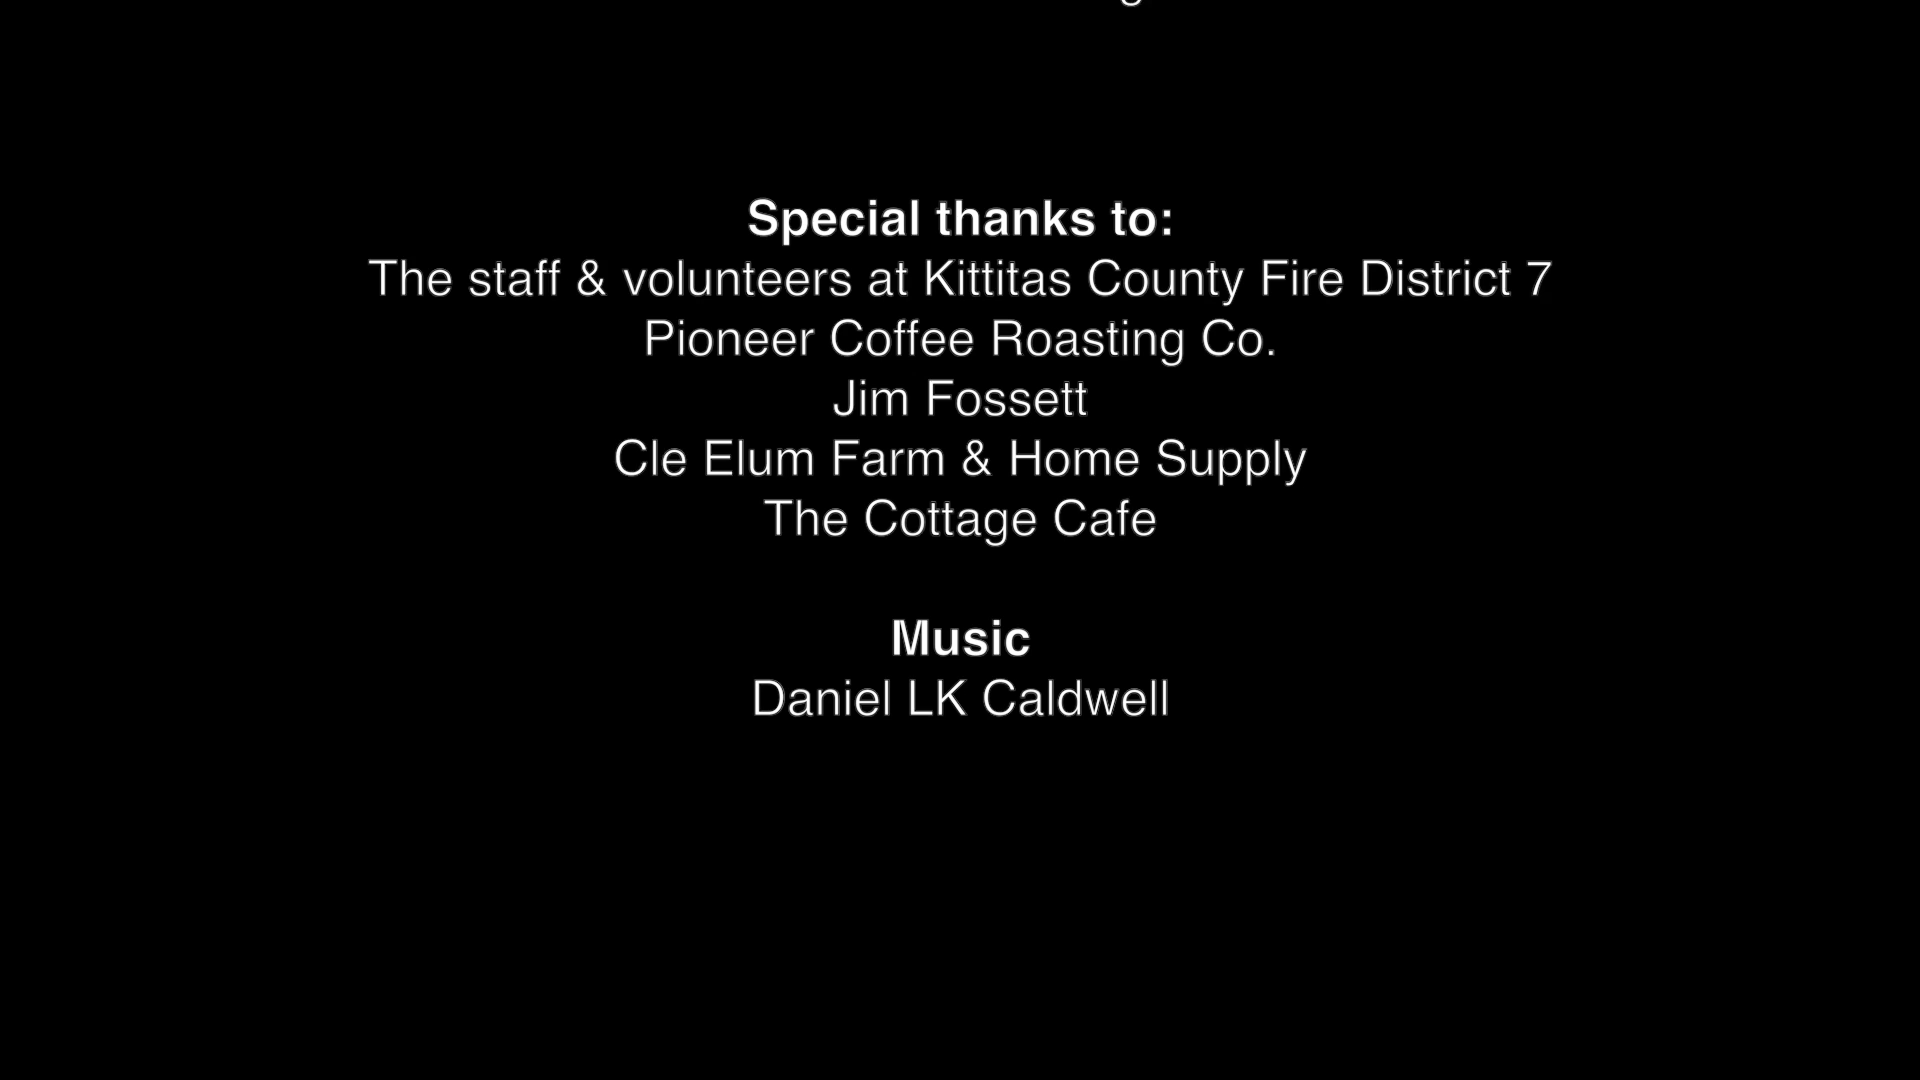 Special thanks to:
The staff & volunteers at Kittitas County Fire District 7
Pioneer Coffee Roasting Co.
Jim Fossett
Cle Elum Farm & Home Supply
The Cottage Cafe
Music
Daniel LK Caldwell